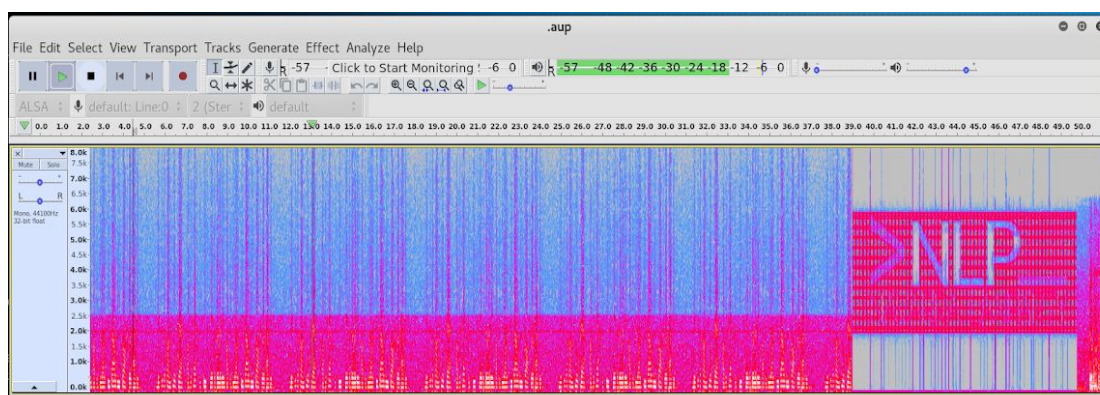 .aup
File Edit Select View Transport Tracks Generate Effect Analyze Help
R -57 Click to Start Monitoring -6 0 R -57 -48 -42 -36 -30 -24 -18 -12 -6 0
ALSA default: Line:0 2 (Ster default
0.0 1.0 2.0 3.0 4.0 5.0 6.0 7.0 8.0 9.0 10.0 11.0 12.0 13.0 14.0 15.0 16.0 17.0 18.0 19.0 20.0 21.0 22.0 23.0 24.0 25.0 26.0 27.0 28.0 29.0 30.0 31.0 32.0 33.0 34.0 35.0 36.0 37.0 38.0 39.0 40.0 41.0 42.0 43.0 44.0 45.0 46.0 47.0 48.0 49.0 50.0
x
Mute Solo
- +
L R
Mono, 44100Hz
32-bit float
8.0k
7.5k
7.0k
6.5k
6.0k
5.5k
5.0k
4.5k
4.0k
3.5k
3.0k
2.5k
2.0k
1.5k
1.0k
0.0k
>NLP_